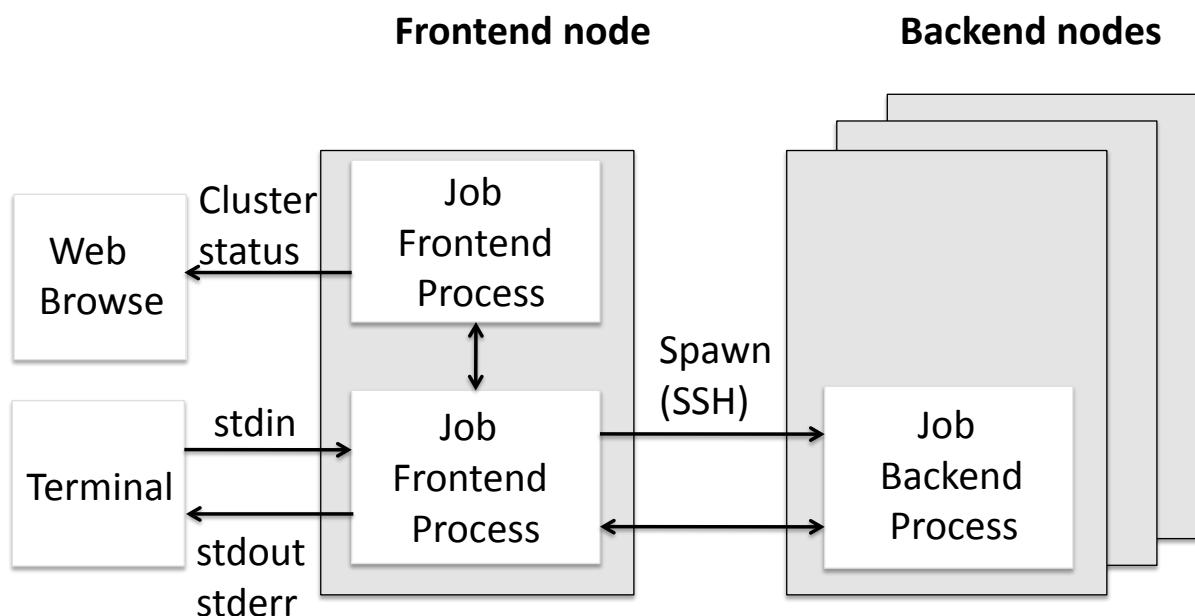 Frontend node
Backend nodes
Cluster
status
Web
Browse
Job
Frontend
Process
Spawn
(SSH)
stdin
Terminal
stdout
stderr
Job
Frontend
Process
Job
Backend
Process